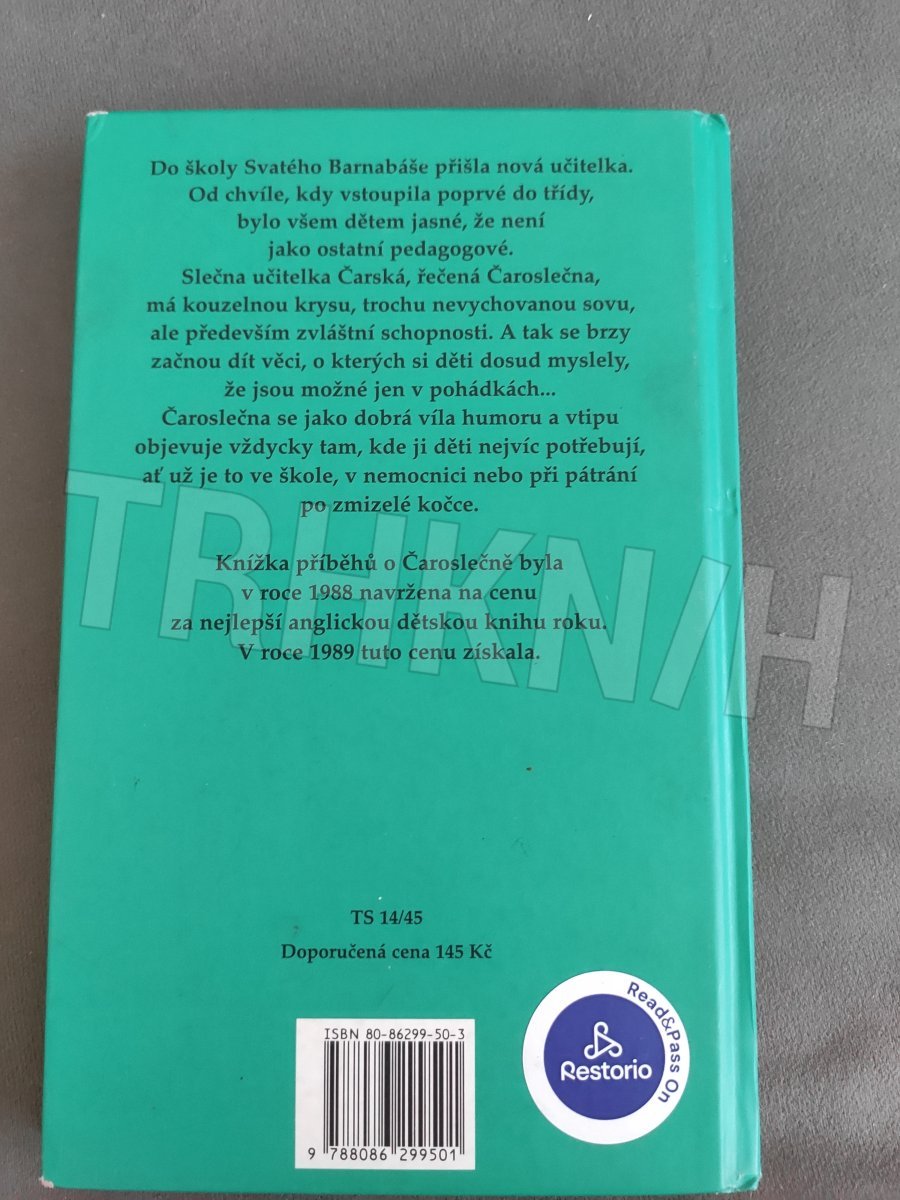 Do školy Svatého Barnabáše přišla nová učitelka.
Od chvíle, kdy vstoupila poprvé do třídy,
bylo všem dětem jasné, že není
jako ostatní pedagogové.
Slečna učitelka Čarská, řečená Čaroslečna,
má kouzelnou krysu, trochu nevychovanou sovu,
ale především zvláštní schopnosti. A tak se brzy
začnou dít věci, o kterých si děti dosud myslely,
že jsou možné jen v pohádkách...
Čaroslečna se jako dobrá víla humoru a vtipu
objevuje vždycky tam, kde ji děti nejvíc potřebují,
ať už je to ve škole, v nemocnici nebo při pátrání
po zmizelé kočce.
TRHKNIH
Knížka příběhů o Čaroslečně byla
v roce 1988 navržena na cenu
za nejlepší anglickou dětskou knihu roku.
V roce 1989 tuto cenu získala.
TS 14/45
Doporučená cena 145 Kč
ISBN 80-86299-50-3
9 788086 299501
Read&Pass On
Restorio